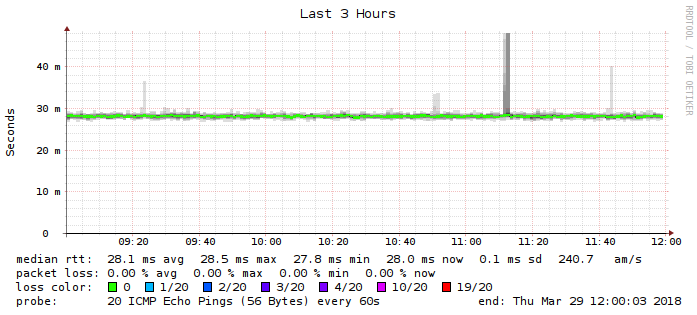 Last 3 Hours
RRDTOOL / TOBI OETIKER
Seconds
40 m
30 m
20 m
10 m
0
09:20 09:40 10:00 10:20 10:40 11:00 11:20 11:40 12:00
median rtt: 28.1 ms avg 28.5 ms max 27.8 ms min 28.0 ms now 0.1 ms sd 240.7 am/s
packet loss: 0.00 % avg 0.00 % max 0.00 % min 0.00 % now
loss color: 0 1/20 2/20 3/20 4/20 10/20 19/20
probe: 20 ICMP Echo Pings (56 Bytes) every 60s end: Thu Mar 29 12:00:03 2018